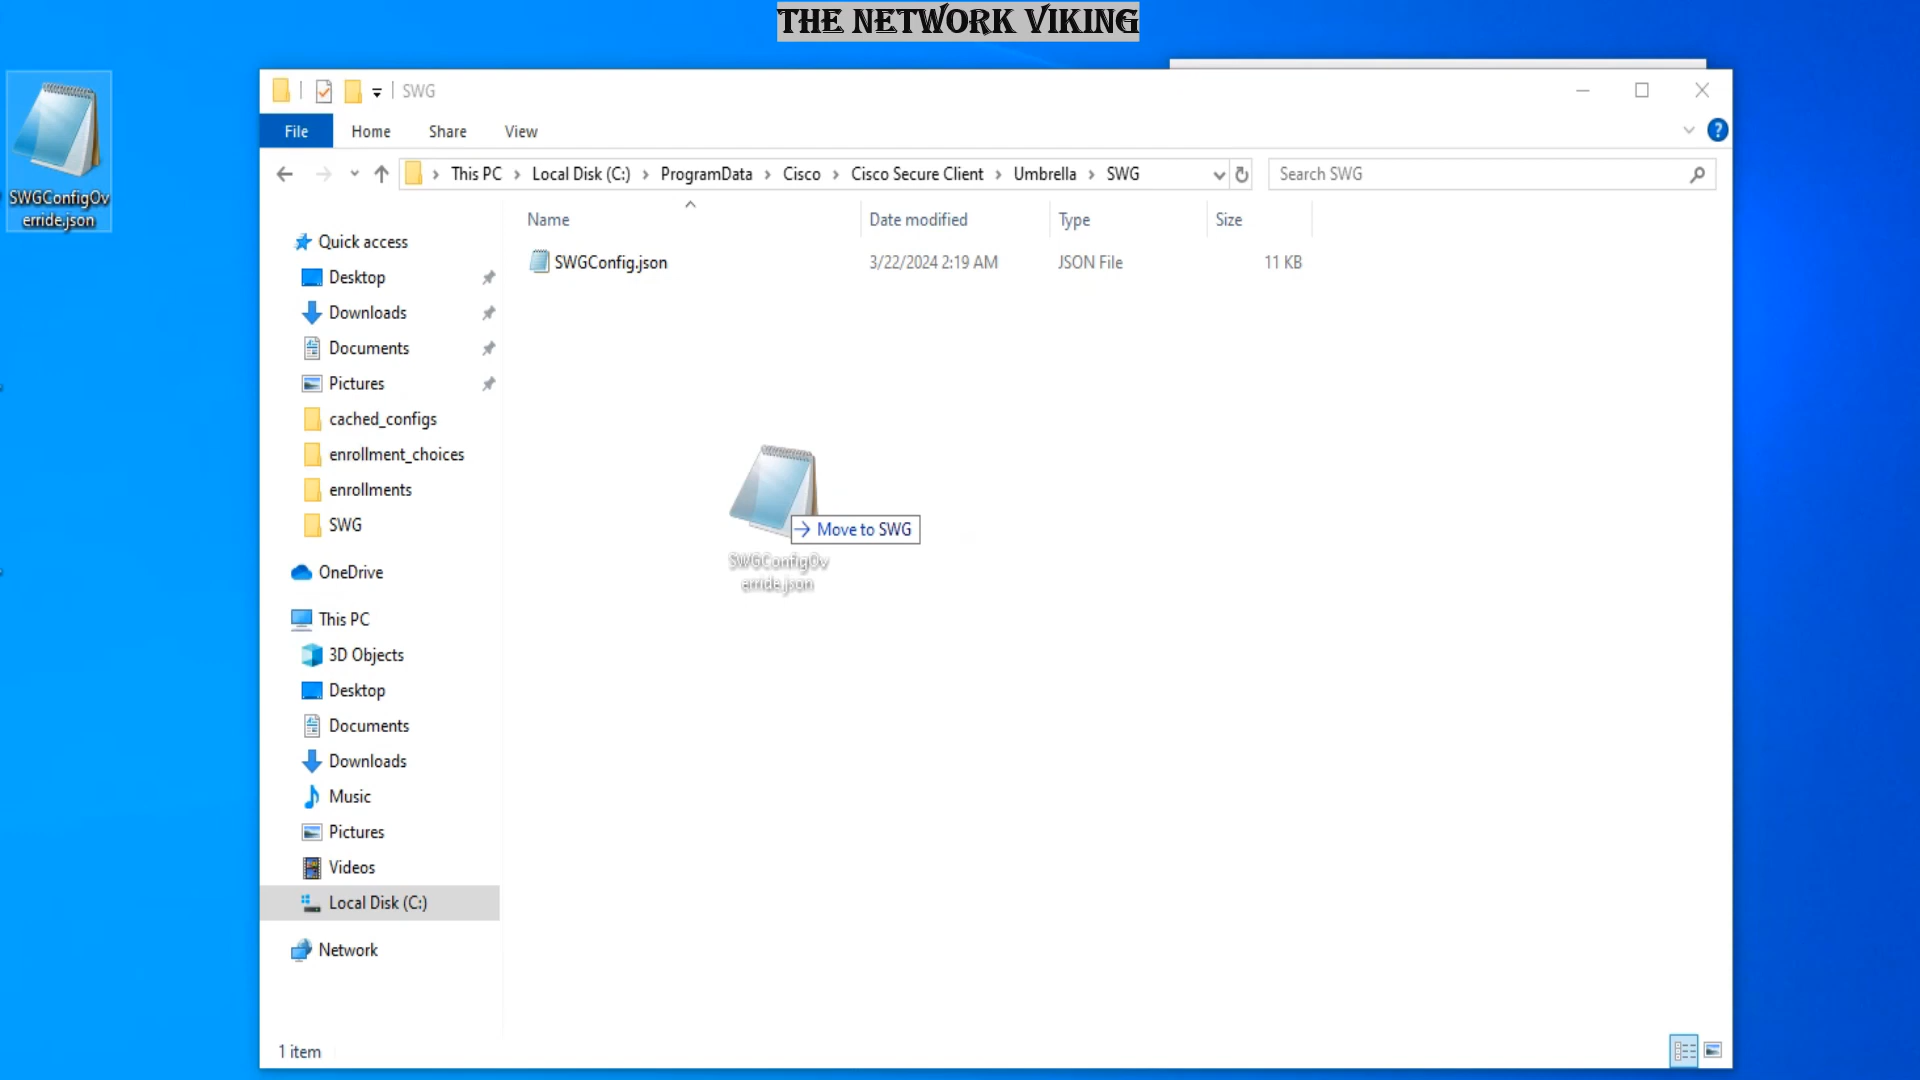 THE NETWORK VIKING
SWGConfigOv
erride.json
SWG
File Home Share View
This PC Local Disk (C:) ProgramData Cisco Cisco Secure Client Umbrella SWG
Search SWG
Name Date modified Type Size
SWGConfig.json 3/22/2024 2:19 AM JSON File 11 KB
Quick access
Desktop
Downloads
Documents
Pictures
cached_configs
enrollment_choices
enrollments
SWG
OneDrive
This PC
3D Objects
Desktop
Documents
Downloads
Music
Pictures
Videos
Local Disk (C:)
Network
Move to SWG
SWGConfigOv
erride.json
1 item